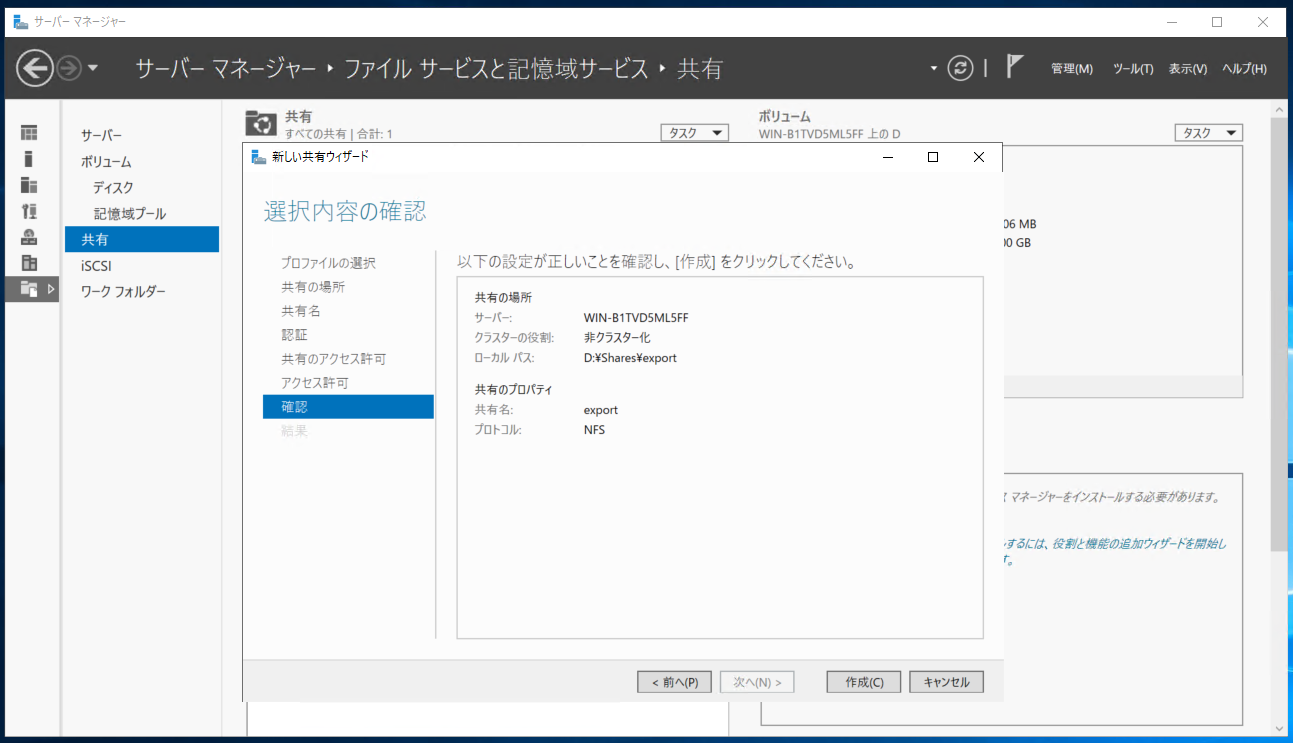 サーバー マネージャー
サーバー マネージャー ‣ ファイル サービスと記憶域サービス ‣ 共有
管理(M) ツール(T) 表示(V) ヘルプ(H)
サーバー
ボリューム
ディスク
記憶域プール
共有
iSCSI
ワーク フォルダー
共有
すべての共有 | 合計: 1
タスク
ボリューム
WIN-B1TVD5ML5FF 上の D
タスク
新しい共有ウィザード
選択内容の確認
プロファイルの選択
共有の場所
共有名
認証
共有のアクセス許可
アクセス許可
確認
結果
以下の設定が正しいことを確認し、[作成] をクリックしてください。
共有の場所
サーバー: WIN-B1TVD5ML5FF
クラスターの役割: 非クラスター化
ローカル パス: D:¥Shares¥export
共有のプロパティ
共有名: export
プロトコル: NFS
< 前へ(P) 次へ(N) > 作成(C) キャンセル
06 MB
0 GB
マネージャーをインストールする必要があります。
するには、役割と機能の追加ウィザードを開始し
す。